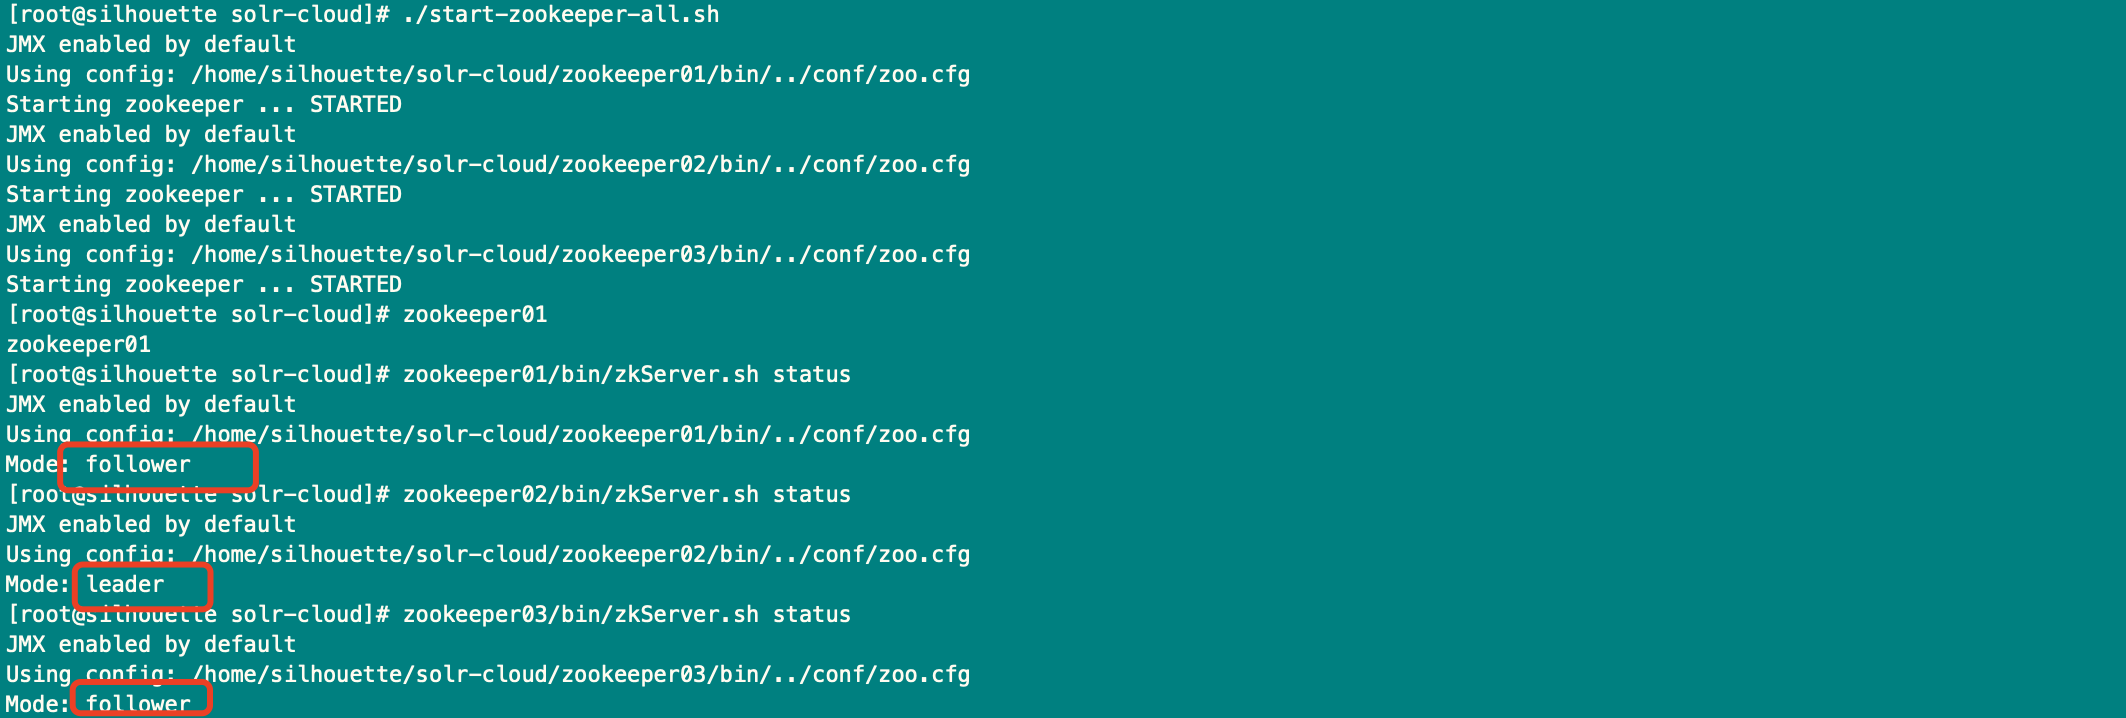 [root@silhouette solr-cloud]# ./start-zookeeper-all.sh
JMX enabled by default
Using config: /home/silhouette/solr-cloud/zookeeper01/bin/../conf/zoo.cfg
Starting zookeeper ... STARTED
JMX enabled by default
Using config: /home/silhouette/solr-cloud/zookeeper02/bin/../conf/zoo.cfg
Starting zookeeper ... STARTED
JMX enabled by default
Using config: /home/silhouette/solr-cloud/zookeeper03/bin/../conf/zoo.cfg
Starting zookeeper ... STARTED
[root@silhouette solr-cloud]# zookeeper01
zookeeper01
[root@silhouette solr-cloud]# zookeeper01/bin/zkServer.sh status
JMX enabled by default
Using config: /home/silhouette/solr-cloud/zookeeper01/bin/../conf/zoo.cfg
Mode: follower
[root@silhouette solr-cloud]# zookeeper02/bin/zkServer.sh status
JMX enabled by default
Using config: /home/silhouette/solr-cloud/zookeeper02/bin/../conf/zoo.cfg
Mode: leader
[root@silhouette solr-cloud]# zookeeper03/bin/zkServer.sh status
JMX enabled by default
Using config: /home/silhouette/solr-cloud/zookeeper03/bin/../conf/zoo.cfg
Mode: follower